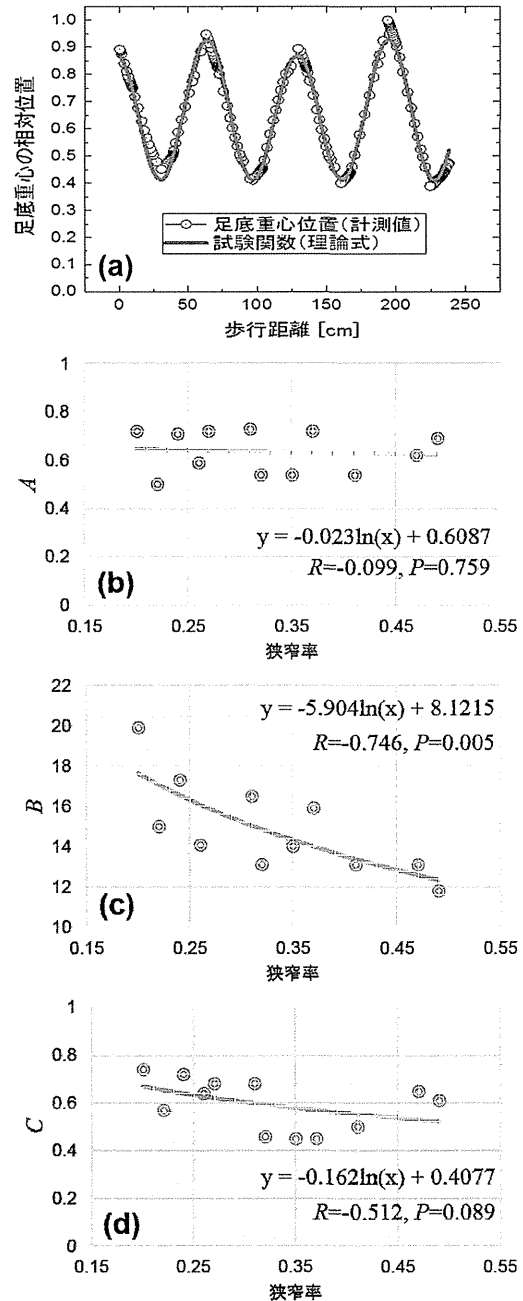 足底重心の相対位置
1.0
0.9
0.8
0.7
0.6
0.5
0.4
0.3
0.2
0.1
0.0
足底重心位置(計測値)
試験関数(理論式)
(a)
0 50 100 150 200 250
歩行距離 [cm]
A
1
0.8
0.6
0.4
0.2
0
y = -0.023ln(x) + 0.6087
R=-0.099, P=0.759
(b)
0.15 0.25 0.35 0.45 0.55
狭窄率
B
22
20
18
16
14
12
10
y = -5.904ln(x) + 8.1215
R=-0.746, P=0.005
(c)
0.15 0.25 0.35 0.45 0.55
狭窄率
C
1
0.8
0.6
0.4
0.2
0
y = -0.162ln(x) + 0.4077
R=-0.512, P=0.089
(d)
0.15 0.25 0.35 0.45 0.55
狭窄率